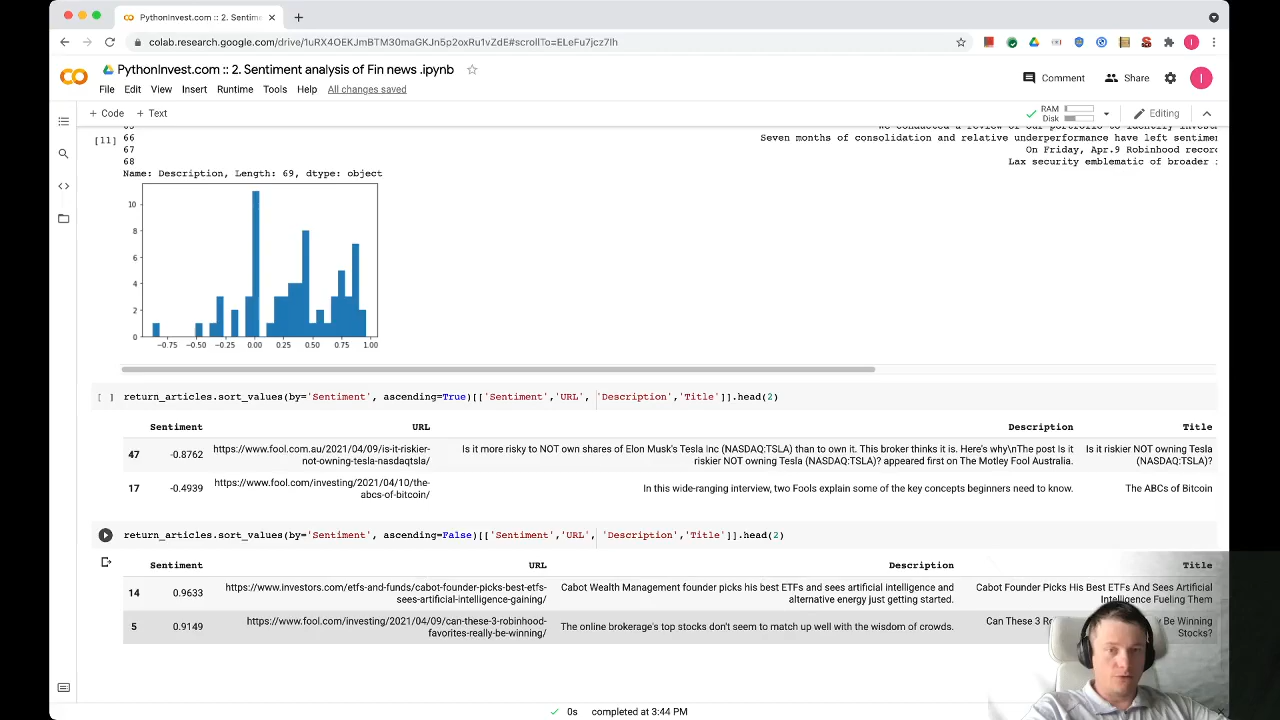 PythonInvest.com :: 2. Sentime
colab.research.google.com/drive/1uRX4OEKJmBTM30maGKJn5p2oxRu1vZdE#scrollTo=ELeFu7jcz7lh
PythonInvest.com :: 2. Sentiment analysis of Fin news .ipynb
File Edit View Insert Runtime Tools Help All changes saved
Comment Share I
+ Code + Text
RAM
Disk
Editing
[11]
66 Seven months of consolidation and relative underperformance have left sentimen
67 On Friday, Apr.9 Robinhood record
68 Lax security emblematic of broader
Name: Description, Length: 69, dtype: object
10
8
6
4
2
0
−0.75 −0.50 −0.25 0.00 0.25 0.50 0.75 1.00
[ ] return_articles.sort_values(by='Sentiment', ascending=True)[['Sentiment','URL', 'Description','Title']].head(2)
Sentiment URL Description Title
47 -0.8762 https://www.fool.com.au/2021/04/09/is-it-riskier-not-owning-tesla-nasdaqtsla/ Is it more risky to NOT own shares of Elon Musk's Tesla Inc (NASDAQ:TSLA) than to own it. This broker thinks it is. Here's why\nThe post Is it riskier NOT owning Tesla (NASDAQ:TSLA)? appeared first on The Motley Fool Australia. Is it riskier NOT owning Tesla (NASDAQ:TSLA)?
17 -0.4939 https://www.fool.com/investing/2021/04/10/the-abcs-of-bitcoin/ In this wide-ranging interview, two Fools explain some of the key concepts beginners need to know. The ABCs of Bitcoin
return_articles.sort_values(by='Sentiment', ascending=False)[['Sentiment','URL', 'Description','Title']].head(2)
Sentiment URL Description Title
14 0.9633 https://www.investors.com/etfs-and-funds/cabot-founder-picks-best-etfs-sees-artificial-intelligence-gaining/ Cabot Wealth Management founder picks his best ETFs and sees artificial intelligence and alternative energy just getting started. Cabot Founder Picks His Best ETFs And Sees Artificial Intelligence Fueling Them
5 0.9149 https://www.fool.com/investing/2021/04/09/can-these-3-robinhood-favorites-really-be-winning/ The online brokerage's top stocks don't seem to match up well with the wisdom of crowds. Can These 3 Be Winning Stocks?
0s completed at 3:44 PM